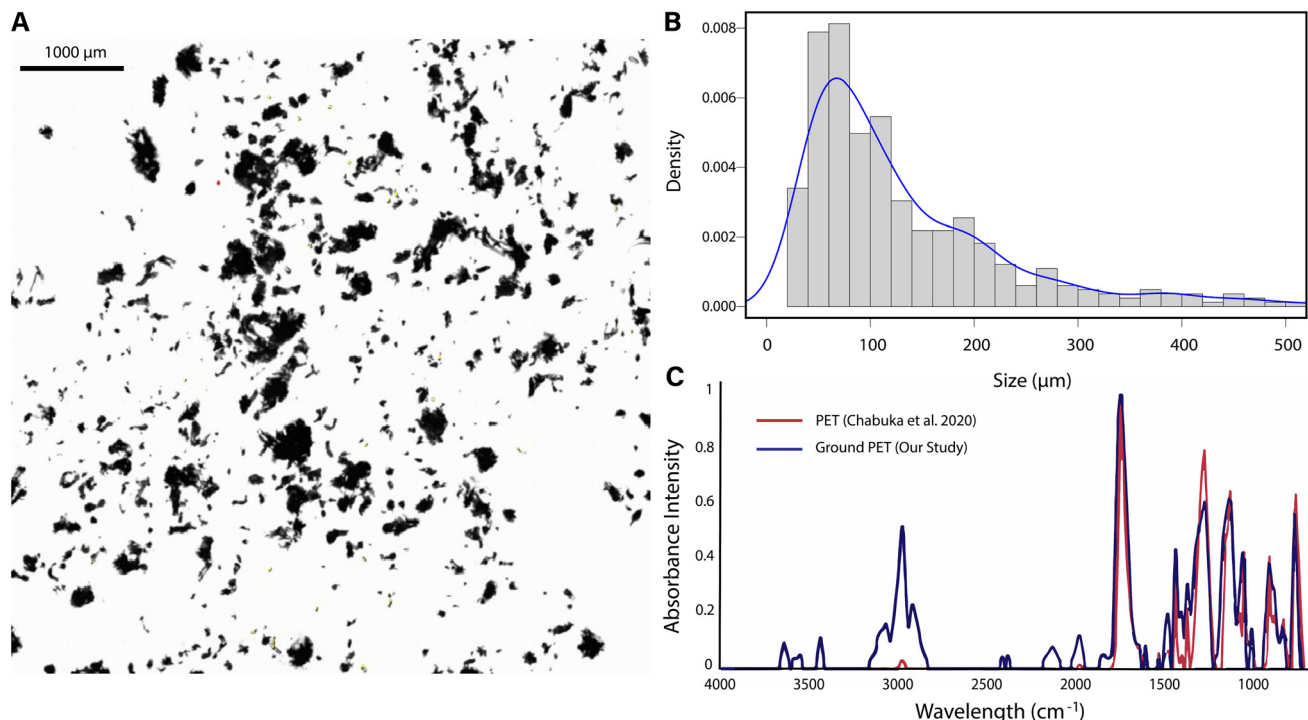 A
1000 μm
B
0.008
0.006
0.004
0.002
0.000
Density
0
100
200
300
400
500
Size (μm)
C
1
0.8
0.6
0.4
0.2
0
Absorbance Intensity
PET (Chabuka et al. 2020)
Ground PET (Our Study)
4000
3500
3000
2500
2000
1500
1000
Wavelength (cm⁻¹)